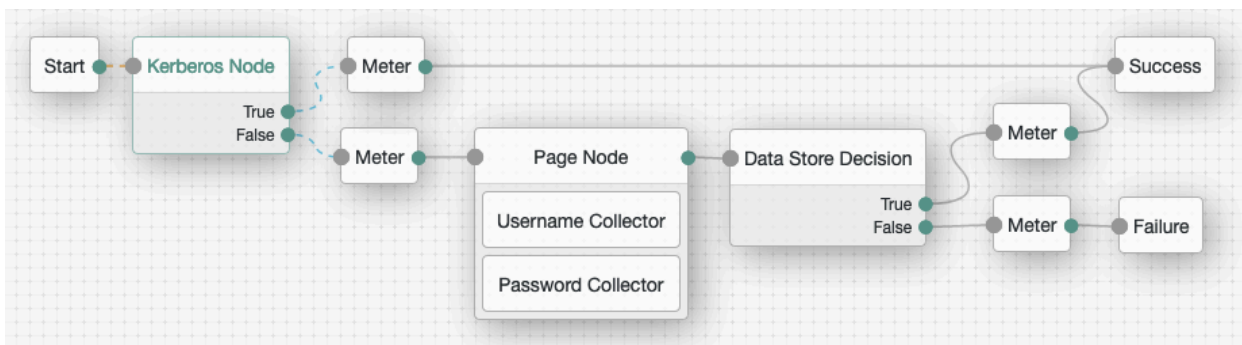 Start
Kerberos Node
True
False
Meter
Meter
Page Node
Username Collector
Password Collector
Data Store Decision
True
False
Meter
Meter
Success
Failure